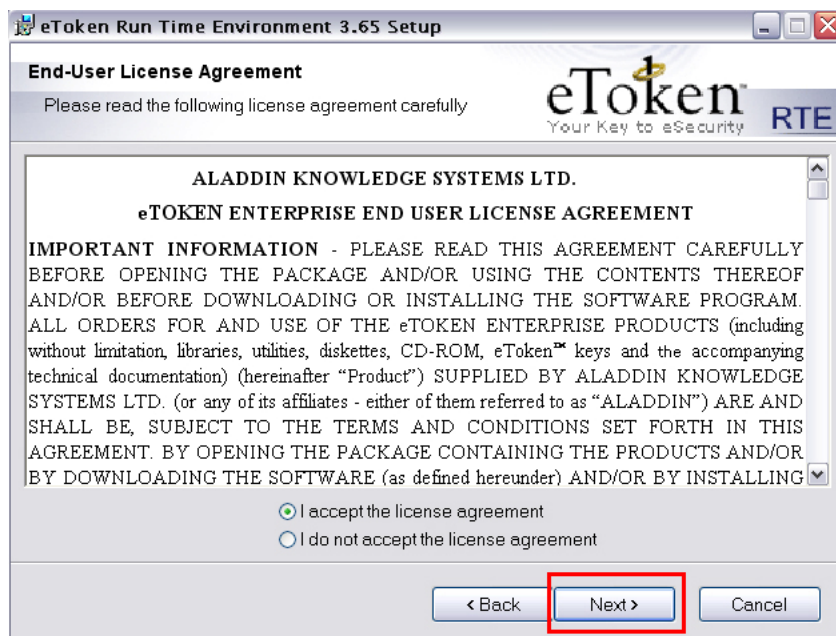 eToken Run Time Environment 3.65 Setup
End-User License Agreement
Please read the following license agreement carefully
eToken™
Your Key to eSecurity
RTE
ALADDIN KNOWLEDGE SYSTEMS LTD.
eTOKEN ENTERPRISE END USER LICENSE AGREEMENT
IMPORTANT INFORMATION - PLEASE READ THIS AGREEMENT CAREFULLY
BEFORE OPENING THE PACKAGE AND/OR USING THE CONTENTS THEREOF
AND/OR BEFORE DOWNLOADING OR INSTALLING THE SOFTWARE PROGRAM.
ALL ORDERS FOR AND USE OF THE eTOKEN ENTERPRISE PRODUCTS (including
without limitation, libraries, utilities, diskettes, CD-ROM, eToken™ keys and the accompanying
technical documentation) (hereinafter “Product”) SUPPLIED BY ALADDIN KNOWLEDGE
SYSTEMS LTD. (or any of its affiliates - either of them referred to as “ALADDIN”) ARE AND
SHALL BE, SUBJECT TO THE TERMS AND CONDITIONS SET FORTH IN THIS
AGREEMENT. BY OPENING THE PACKAGE CONTAINING THE PRODUCTS AND/OR
BY DOWNLOADING THE SOFTWARE (as defined hereunder) AND/OR BY INSTALLING
I accept the license agreement
I do not accept the license agreement
< Back
Next >
Cancel